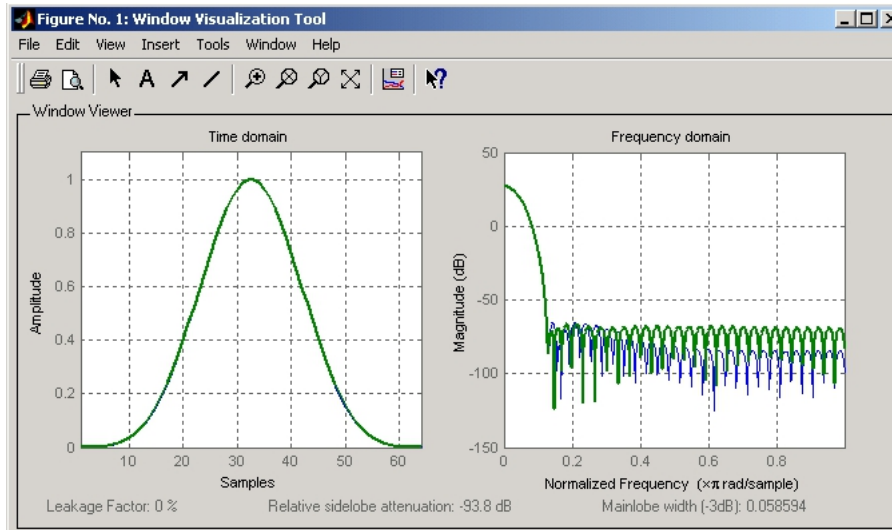 Figure No. 1: Window Visualization Tool
File Edit View Insert Tools Window Help
A
?
Window Viewer
Time domain
1
0.8
0.6
0.4
0.2
0
10 20 30 40 50 60
Amplitude
Samples
Frequency domain
50
0
-50
-100
-150
0 0.2 0.4 0.6 0.8
Magnitude (dB)
Normalized Frequency (×π rad/sample)
Leakage Factor: 0 % Relative sidelobe attenuation: -93.8 dB Mainlobe width (-3dB): 0.058594